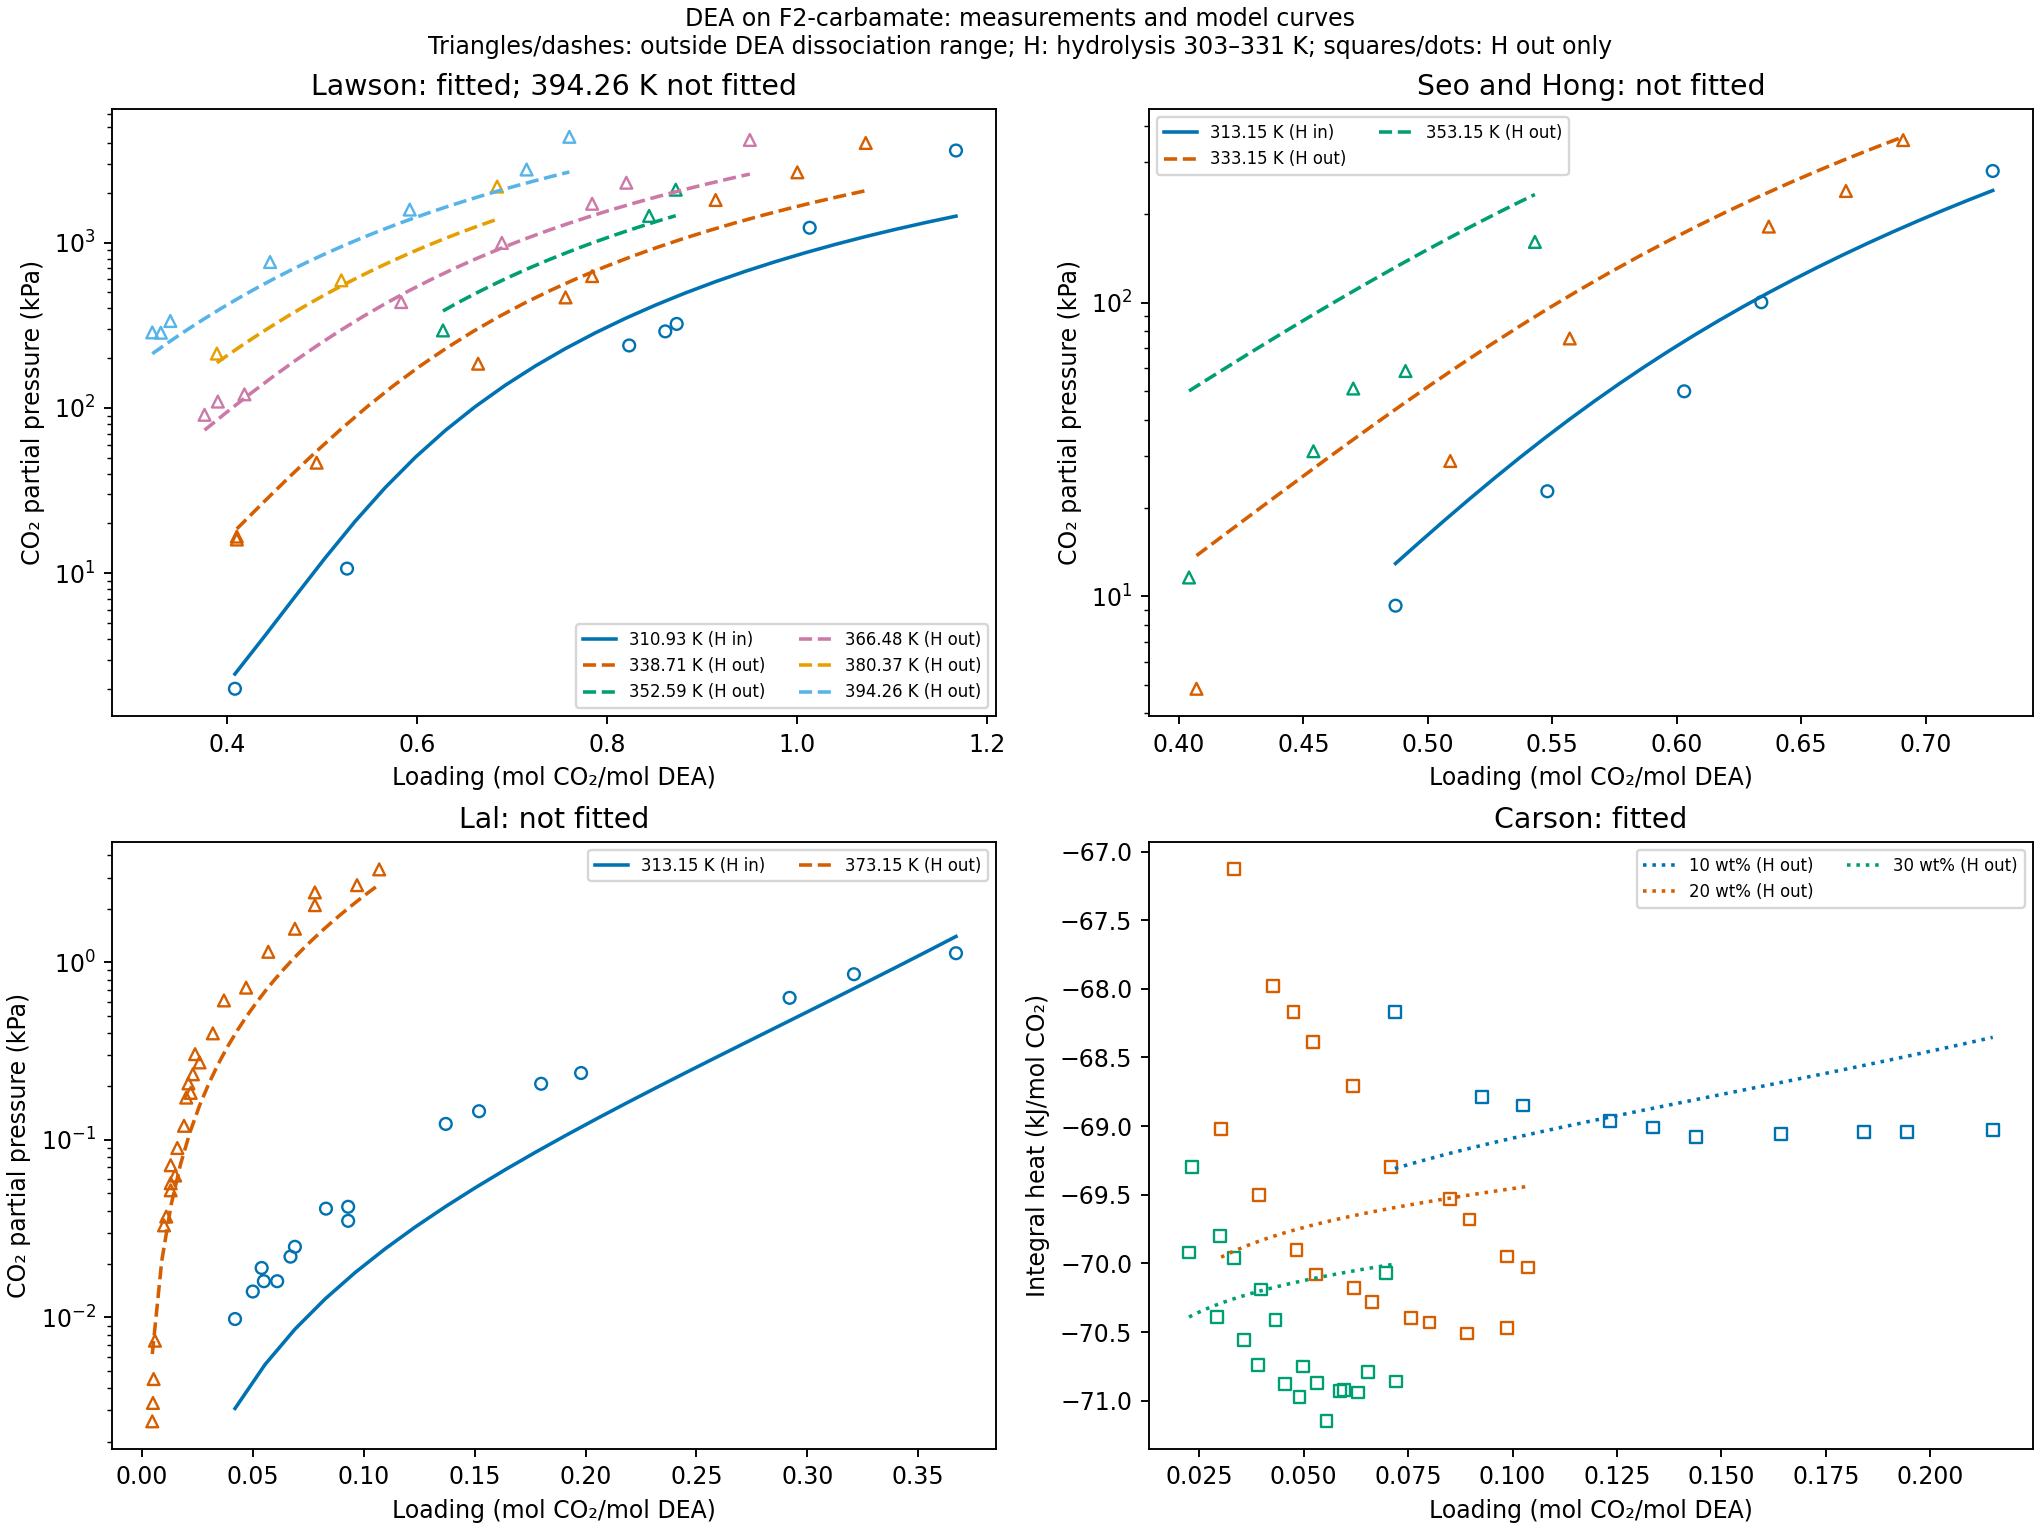 DEA on F2-carbamate: measurements and model curves
Triangles/dashes: outside DEA dissociation range; H: hydrolysis 303–331 K; squares/dots: H out only
Lawson: fitted; 394.26 K not fitted
CO₂ partial pressure (kPa)
10³
10²
10¹
310.93 K (H in)
338.71 K (H out)
352.59 K (H out)
366.48 K (H out)
380.37 K (H out)
394.26 K (H out)
0.4 0.6 0.8 1.0 1.2
Loading (mol CO₂/mol DEA)
Seo and Hong: not fitted
CO₂ partial pressure (kPa)
313.15 K (H in)
333.15 K (H out)
353.15 K (H out)
10²
10¹
0.40 0.45 0.50 0.55 0.60 0.65 0.70
Loading (mol CO₂/mol DEA)
Lal: not fitted
CO₂ partial pressure (kPa)
313.15 K (H in) 373.15 K (H out)
10⁰
10⁻¹
10⁻²
0.00 0.05 0.10 0.15 0.20 0.25 0.30 0.35
Loading (mol CO₂/mol DEA)
Carson: fitted
Integral heat (kJ/mol CO₂)
10 wt% (H out)
20 wt% (H out)
30 wt% (H out)
−67.0
−67.5
−68.0
−68.5
−69.0
−69.5
−70.0
−70.5
−71.0
0.025 0.050 0.075 0.100 0.125 0.150 0.175 0.200
Loading (mol CO₂/mol DEA)